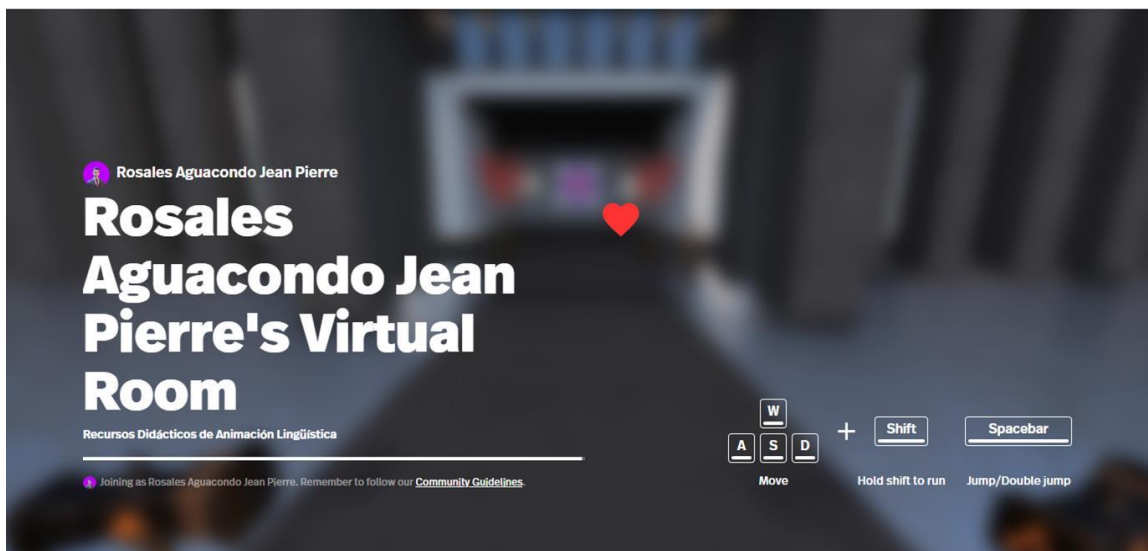 Rosales Aguacondo Jean Pierre
Rosales
Aguacondo Jean
Pierre's Virtual
Room
Recursos Didácticos de Animación Lingüística
Joining as Rosales Aguacondo Jean Pierre. Remember to follow our Community Guidelines.
W
A S D + Shift Spacebar
Move Hold shift to run Jump/Double jump